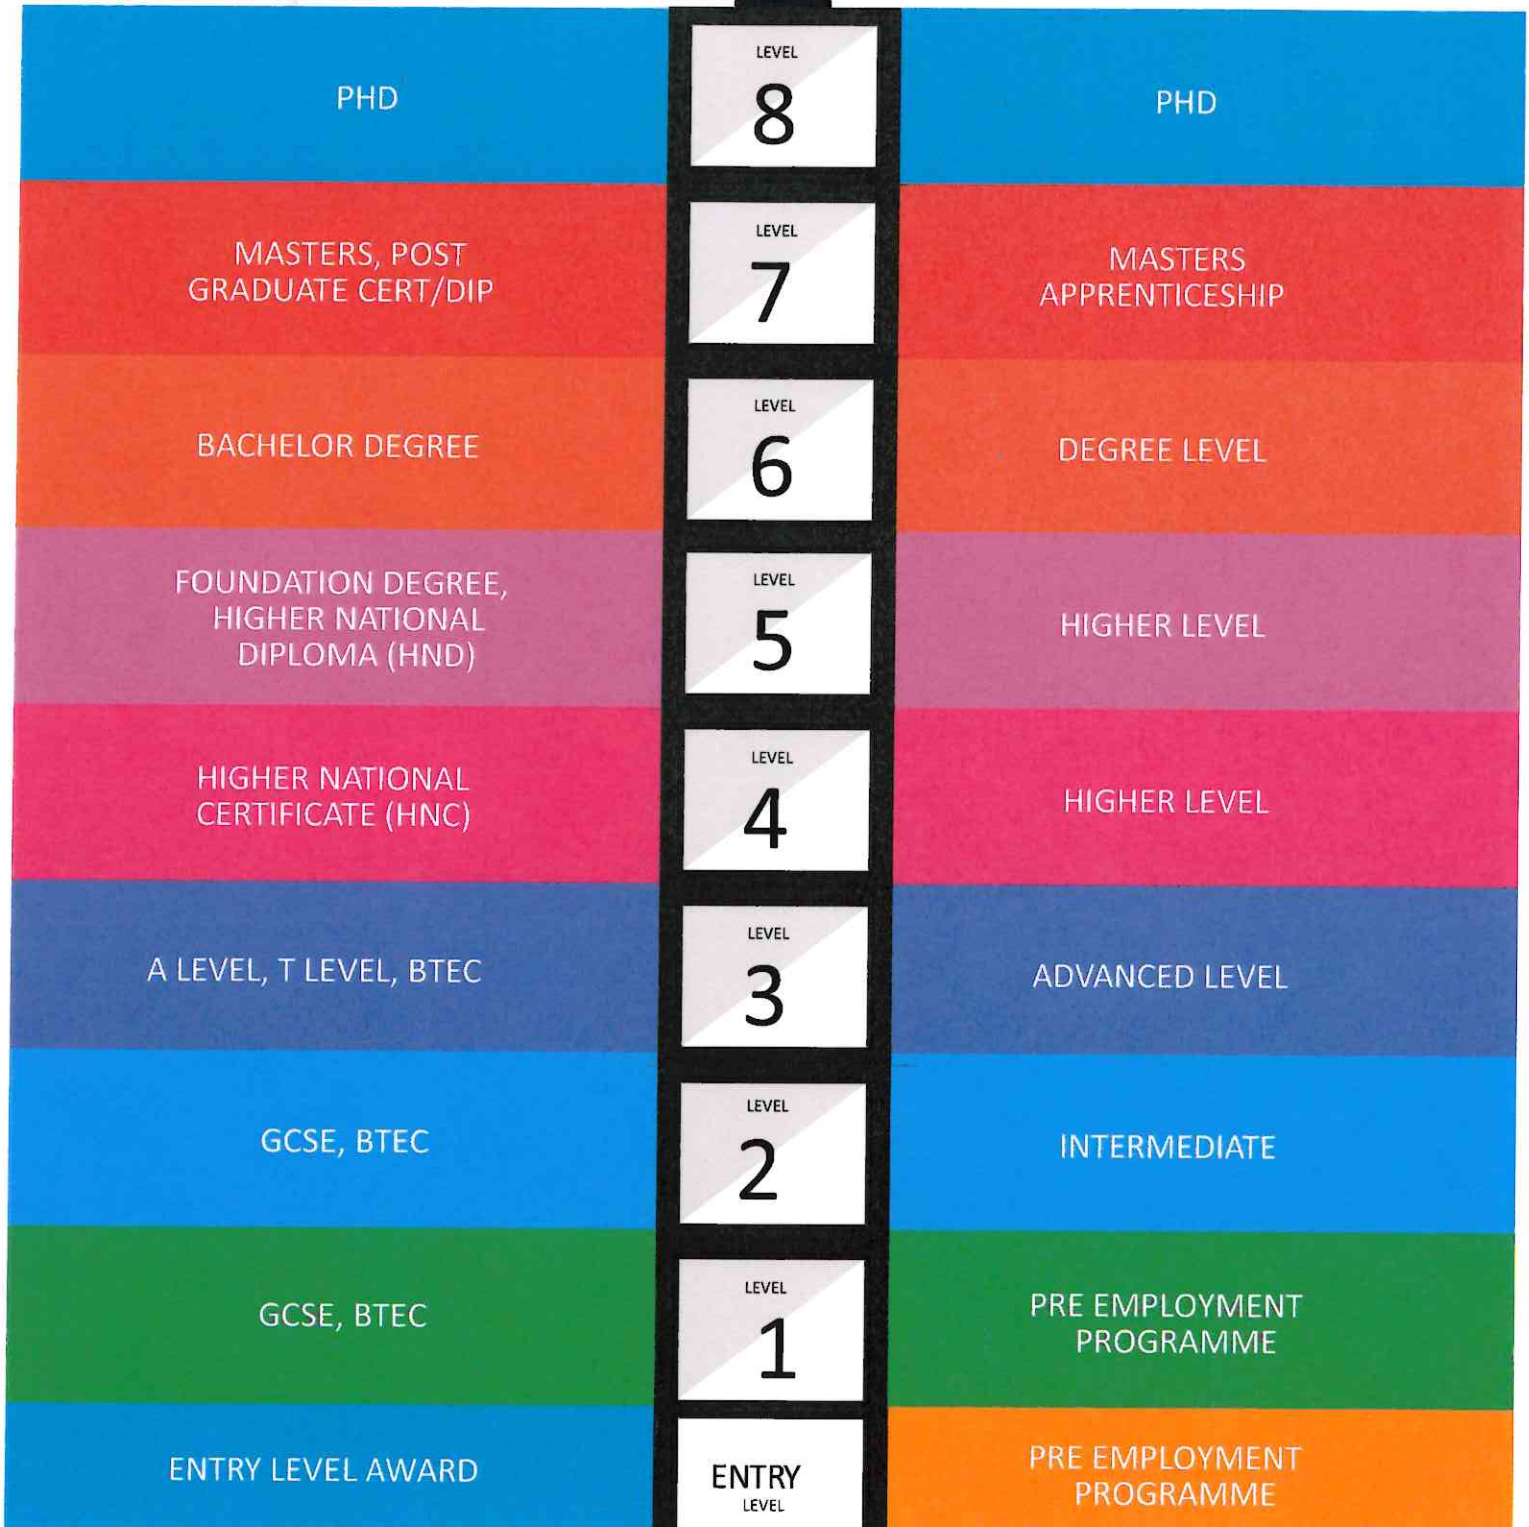 PHD
LEVEL
8
PHD
MASTERS, POST
GRADUATE CERT/DIP
LEVEL
7
MASTERS
APPRENTICESHIP
BACHELOR DEGREE
LEVEL
6
DEGREE LEVEL
FOUNDATION DEGREE,
HIGHER NATIONAL
DIPLOMA (HND)
LEVEL
5
HIGHER LEVEL
HIGHER NATIONAL
CERTIFICATE (HNC)
LEVEL
4
HIGHER LEVEL
A LEVEL, T LEVEL, BTEC
LEVEL
3
ADVANCED LEVEL
GCSE, BTEC
LEVEL
2
INTERMEDIATE
GCSE, BTEC
LEVEL
1
PRE EMPLOYMENT
PROGRAMME
ENTRY LEVEL AWARD
ENTRY
LEVEL
PRE EMPLOYMENT
PROGRAMME